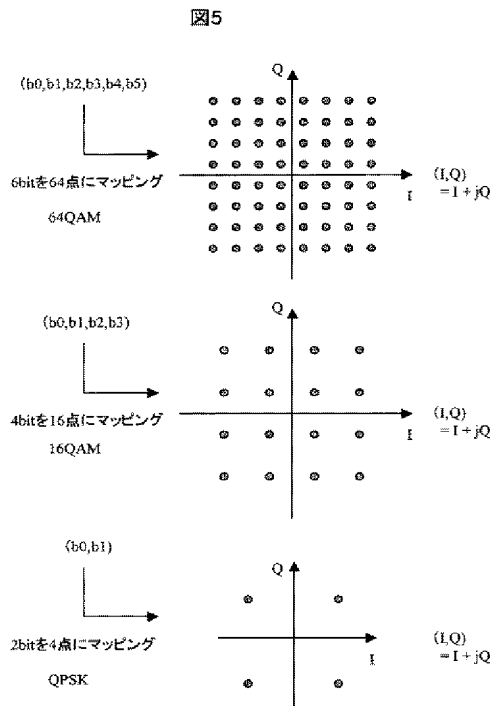 図5
Q
(b0,b1,b2,b3,b4,b5)
6bitを64点にマッピング
64QAM
I
(I,Q)
=I+jQ
Q
(b0,b1,b2,b3)
4bitを16点にマッピング
16QAM
I
(I,Q)
=I+jQ
(b0,b1)
Q
2bitを4点にマッピング
QPSK
I
(I,Q)
=I+jQ